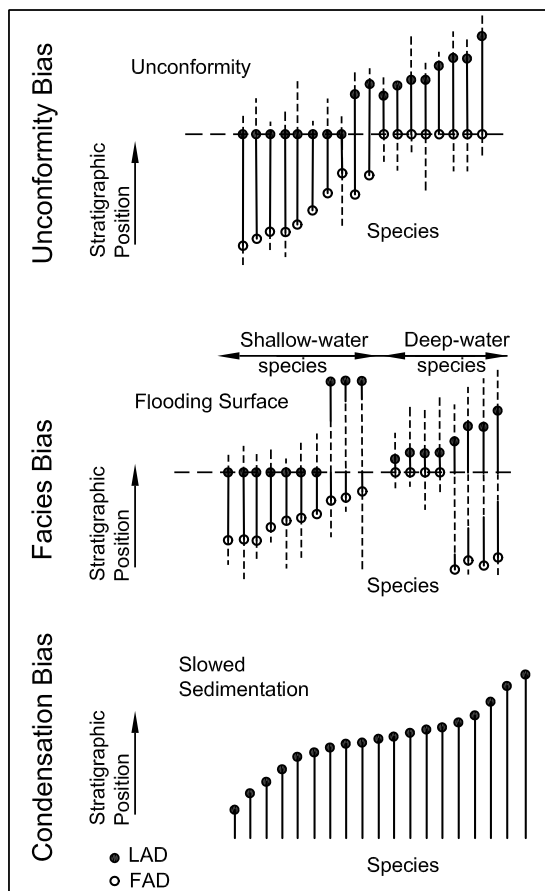 Unconformity Bias
Unconformity
Stratigraphic
Position
Species
Shallow-water
species
Deep-water
species
Flooding Surface
Facies Bias
Stratigraphic
Position
Species
Slowed
Sedimentation
Condensation Bias
Stratigraphic
Position
LAD
FAD
Species